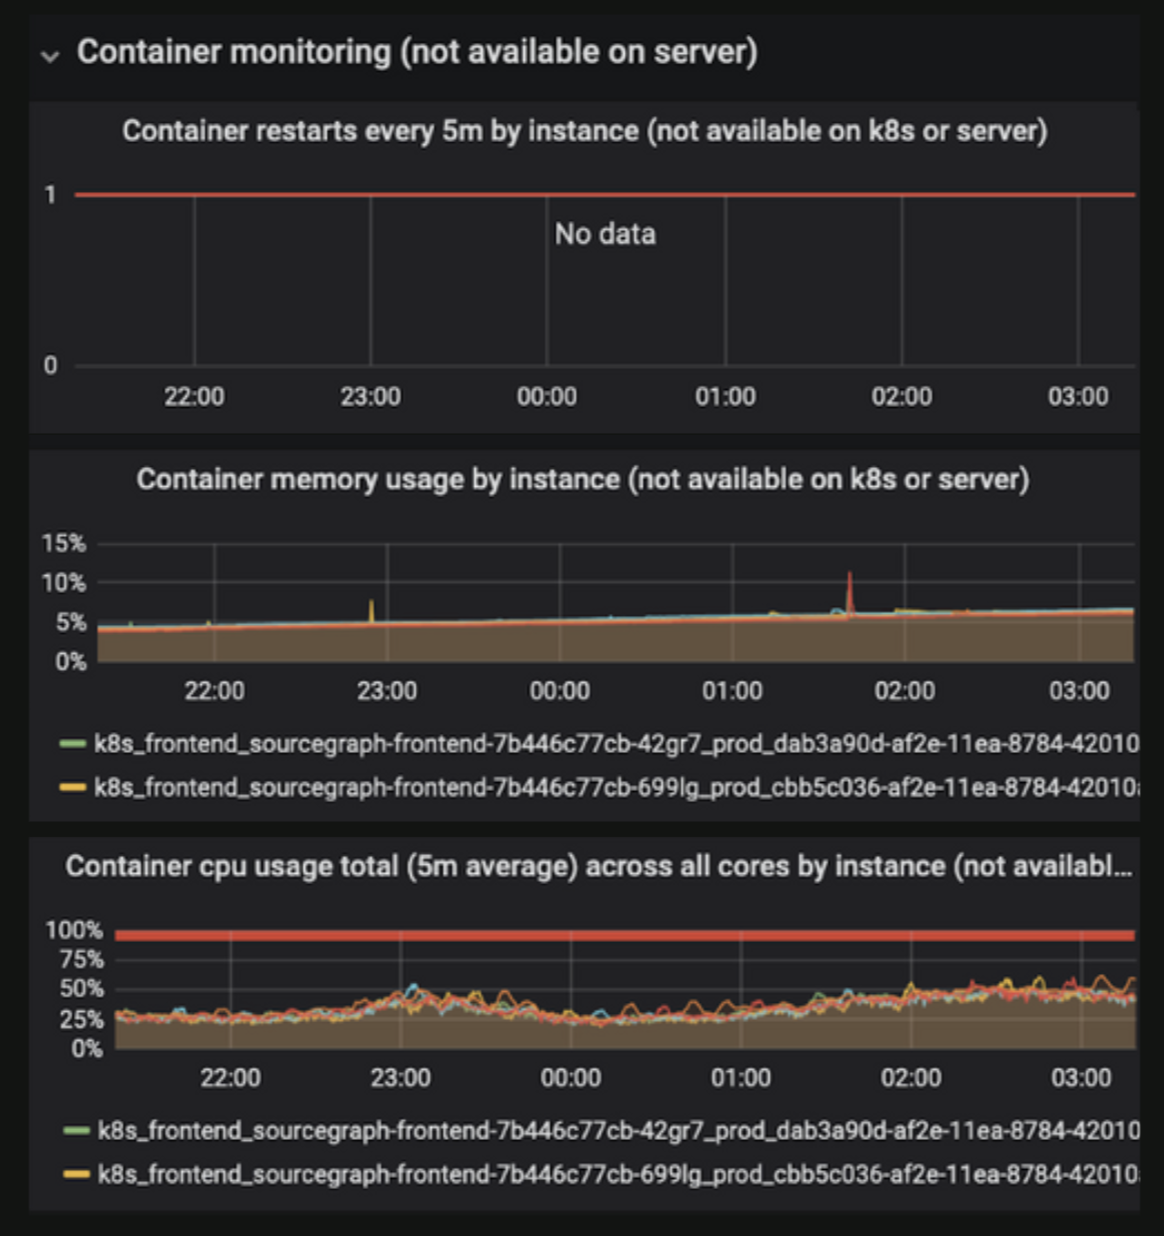 Container monitoring (not available on server)
Container restarts every 5m by instance (not available on k8s or server)
1
No data
0
22:00 23:00 00:00 01:00 02:00 03:00
Container memory usage by instance (not available on k8s or server)
15%
10%
5%
0%
22:00 23:00 00:00 01:00 02:00 03:00
k8s_frontend_sourcegraph-frontend-7b446c77cb-42gr7_prod_dab3a90d-af2e-11ea-8784-42010
k8s_frontend_sourcegraph-frontend-7b446c77cb-699lg_prod_cbb5c036-af2e-11ea-8784-42010a
Container cpu usage total (5m average) across all cores by instance (not availabl...
100%
75%
50%
25%
0%
22:00 23:00 00:00 01:00 02:00 03:00
k8s_frontend_sourcegraph-frontend-7b446c77cb-42gr7_prod_dab3a90d-af2e-11ea-8784-42010
k8s_frontend_sourcegraph-frontend-7b446c77cb-699lg_prod_cbb5c036-af2e-11ea-8784-42010